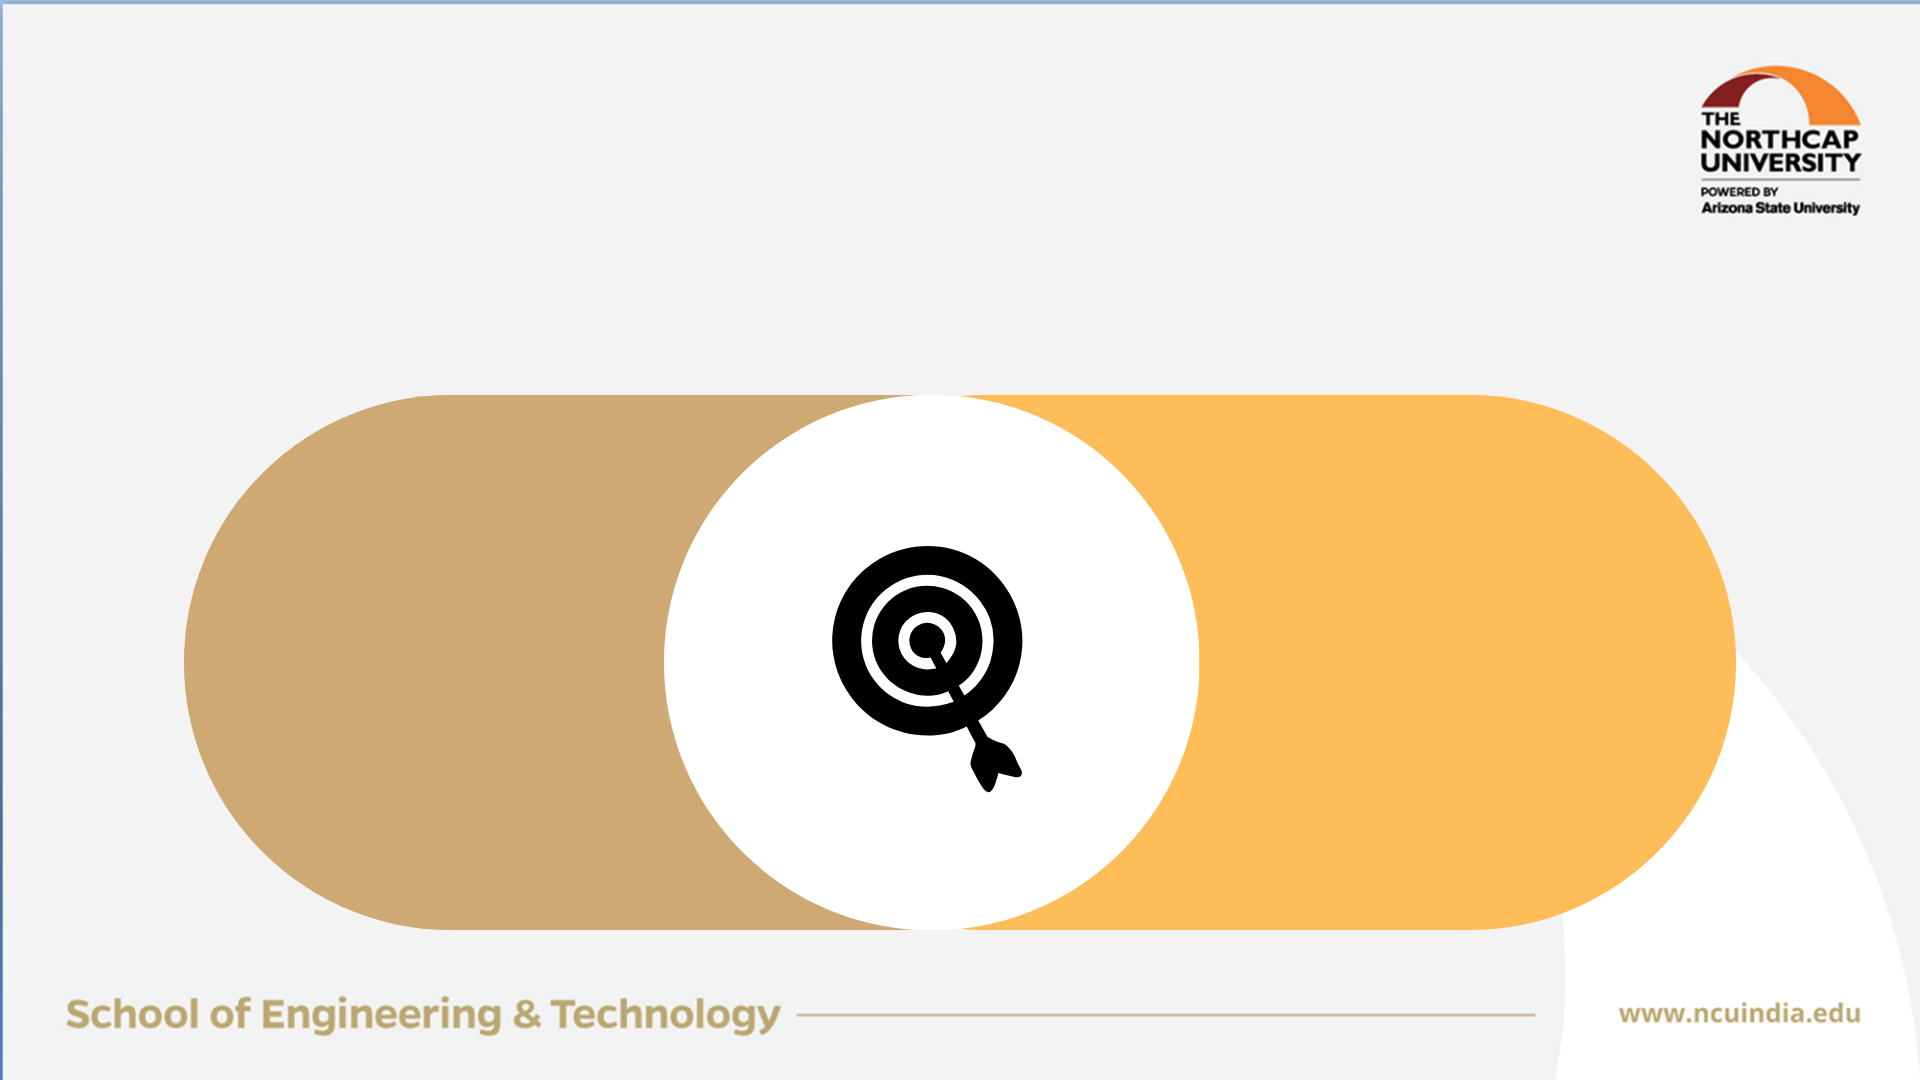 THE
NORTHCAP
UNIVERSITY
POWERED BY
Arizona State University
School of Engineering & Technology
www.ncuindia.edu